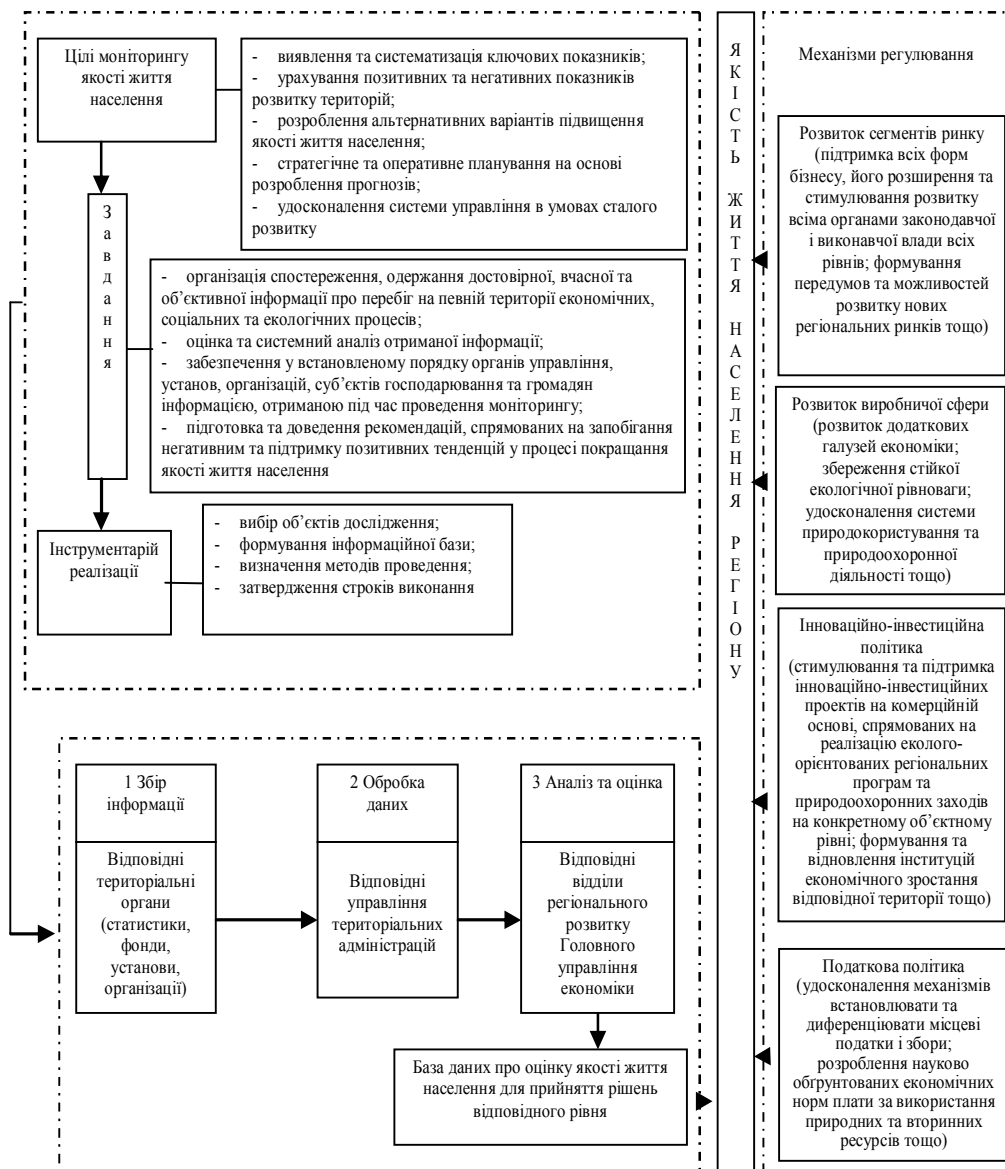 Цілі моніторингу
якості життя
населення
- виявлення та систематизація ключових показників;
- урахування позитивних та негативних показників
розвитку територій;
- розроблення альтернативних варіантів підвищення
якості життя населення;
- стратегічне та оперативне планування на основі
розроблення прогнозів;
- удосконалення системи управління в умовах сталого
розвитку
Завдання
- організація спостереження, одержання достовірної, вчасної та
об’єктивної інформації про перебіг на певній території економічних,
соціальних та екологічних процесів;
- оцінка та системний аналіз отриманої інформації;
- забезпечення у встановленому порядку органів управління,
установ, організацій, суб’єктів господарювання та громадян
інформацією, отриманою під час проведення моніторингу;
- підготовка та доведення рекомендацій, спрямованих на запобігання
негативним та підтримку позитивних тенденцій у процесі покращання
якості життя населення
Інструментарій
реалізації
- вибір об’єктів дослідження;
- формування інформаційної бази;
- визначення методів проведення;
- затвердження строків виконання
1 Збір
інформації
Відповідні
територіальні
органи
(статистики,
фонди,
установи,
організації)
2 Обробка
даних
Відповідні
управління
територіальних
адміністрацій
3 Аналіз та оцінка
Відповідні
відділи
регіонального
розвитку
Головного
управління
економіки
База даних про оцінку якості життя
населення для прийняття рішень
відповідного рівня
ЯКІСТЬ ЖИТТЯ НАСЕЛЕННЯ РЕГІОНУ
Механізми регулювання
Розвиток сегментів ринку
(підтримка всіх форм
бізнесу, його розширення та
стимулювання розвитку
всіма органами законодавчої
і виконавчої влади всіх
рівнів; формування
передумов та можливостей
розвитку нових
регіональних ринків тощо)
Розвиток виробничої сфери
(розвиток додаткових
галузей економіки;
збереження стійкої
екологічної рівноваги;
удосконалення системи
природокористування та
природоохоронної
діяльності тощо)
Інноваційно-інвестиційна
політика
(стимулювання та підтримка
інноваційно-інвестиційних
проектів на комерційній
основі, спрямованих на
реалізацію еколого-
орієнтованих регіональних
програм та
природоохоронних заходів
на конкретному об’єктному
рівні; формування та
відновлення інституцій
економічного зростання
відповідної території тощо)
Податкова політика
(удосконалення механізмів
встановлювати та
диференціювати місцеві
податки і збори;
розроблення науково
обґрунтованих економічних
норм плати за використання
природних та вторинних
ресурсів тощо)